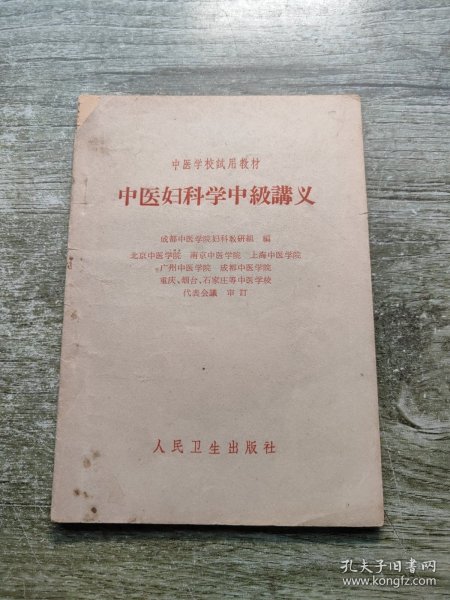 中医学校試用教材
中医妇科学中級講义
成都中医学院妇科教研組 編
北京中医学院 南京中医学院 上海中医学院
广州中医学院 成都中医学院
重庆、烟台、石家庄等中医学校
代表会議 审訂
人民卫生出版社
孔夫子旧书网
www.kongfz.com